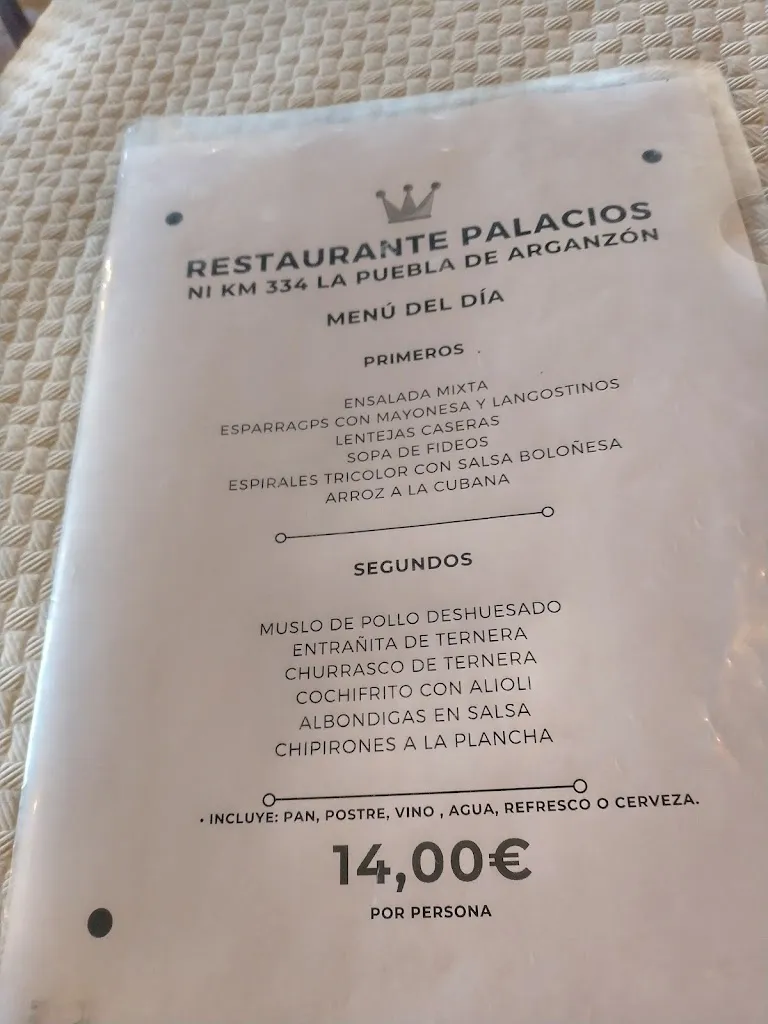 RESTAURANTE PALACIOS
NI KM 334 LA PUEBLA DE ARGANZÓN
MENÚ DEL DÍA
PRIMEROS
ENSALADA MIXTA
ESPARRAGPS CON MAYONESA Y LANGOSTINOS
LENTEJAS CASERAS
SOPA DE FIDEOS
ESPIRALES TRICOLOR CON SALSA BOLOÑESA
ARROZ A LA CUBANA
SEGUNDOS
MUSLO DE POLLO DESHUESADO
ENTRAÑITA DE TERNERA
CHURRASCO DE TERNERA
COCHIFRITO CON ALIOLI
ALBONDIGAS EN SALSA
CHIPIRONES A LA PLANCHA
• INCLUYE: PAN, POSTRE, VINO , AGUA, REFRESCO O CERVEZA.
14,00€
POR PERSONA